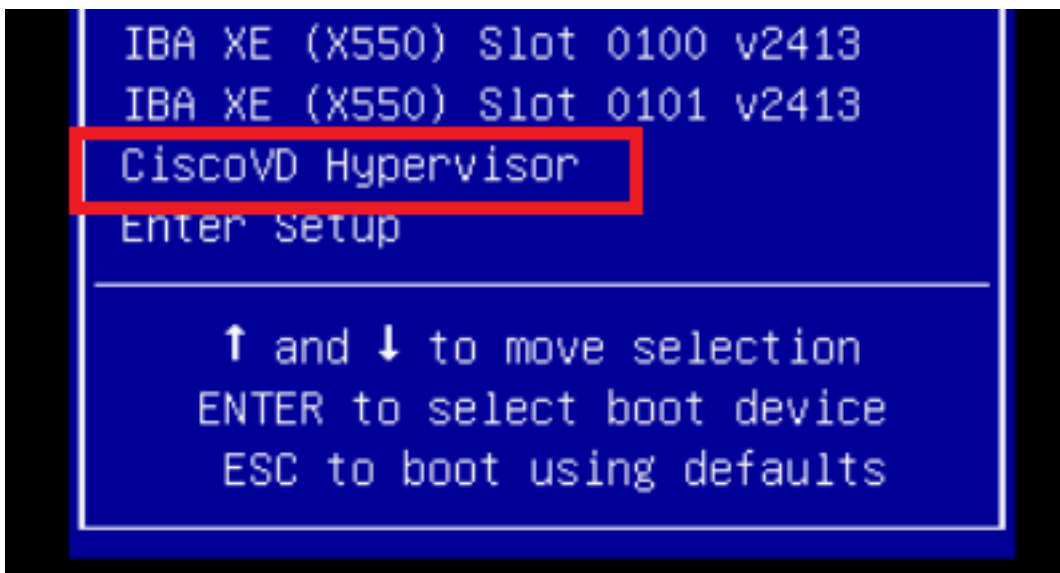 IBA XE (X550) Slot 0100 v2413
IBA XE (X550) Slot 0101 v2413
CiscoVD Hypervisor
Enter Setup
↑ and ↓ to move selection
ENTER to select boot device
ESC to boot using defaults